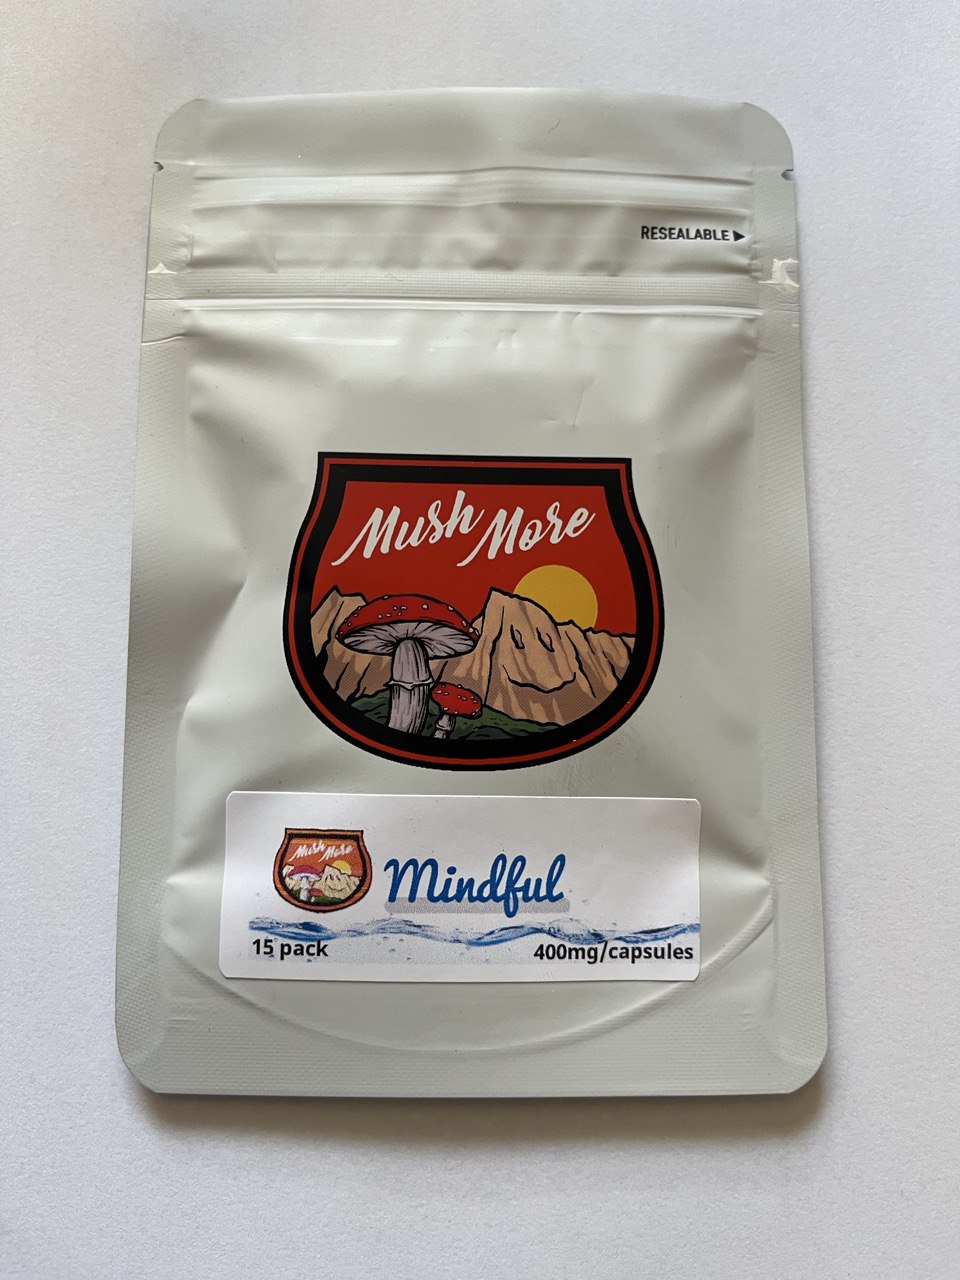 RESEALABLE ▶
Mush More
Mush More
Mindful
15 pack
400mg/capsules